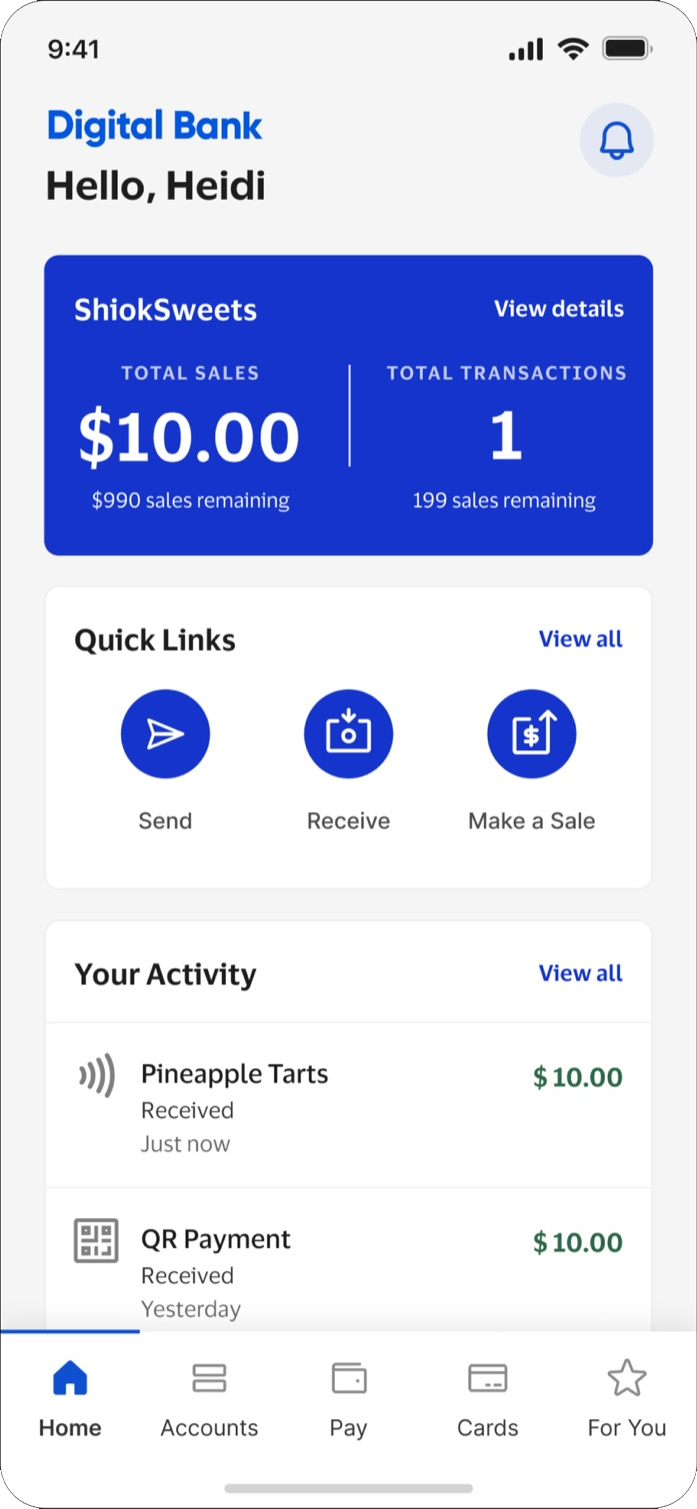 9:41
Digital Bank
Hello, Heidi
ShiokSweets View details
TOTAL SALES TOTAL TRANSACTIONS
$10.00 1
$990 sales remaining 199 sales remaining
Quick Links View all
Send Receive Make a Sale
Your Activity View all
Pineapple Tarts $10.00
Received
Just now
QR Payment $10.00
Received
Yesterday
Home Accounts Pay Cards For You